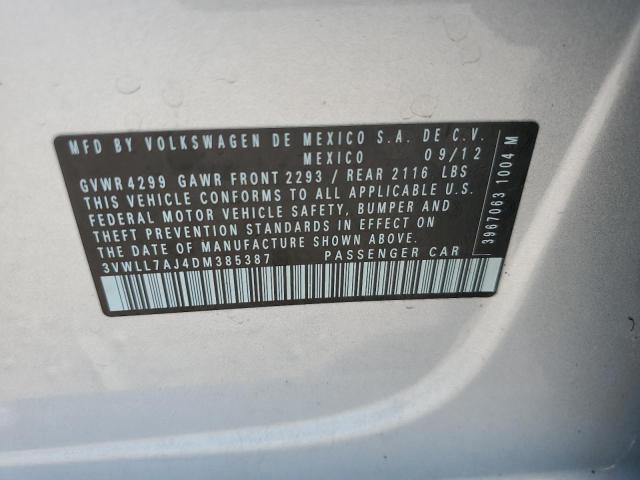 MFD BY VOLKSWAGEN DE MEXICO S.A. DE C.V.
MEXICO 09/12
GVWR 4299 GAWR FRONT 2293 / REAR 2116 LBS
THIS VEHICLE CONFORMS TO ALL APPLICABLE U.S.
FEDERAL MOTOR VEHICLE SAFETY, BUMPER AND
THEFT PREVENTION STANDARDS IN EFFECT ON
THE DATE OF MANUFACTURE SHOWN ABOVE.
3VWLL7AJ4DM385387 PASSENGER CAR
3967063 1004 M